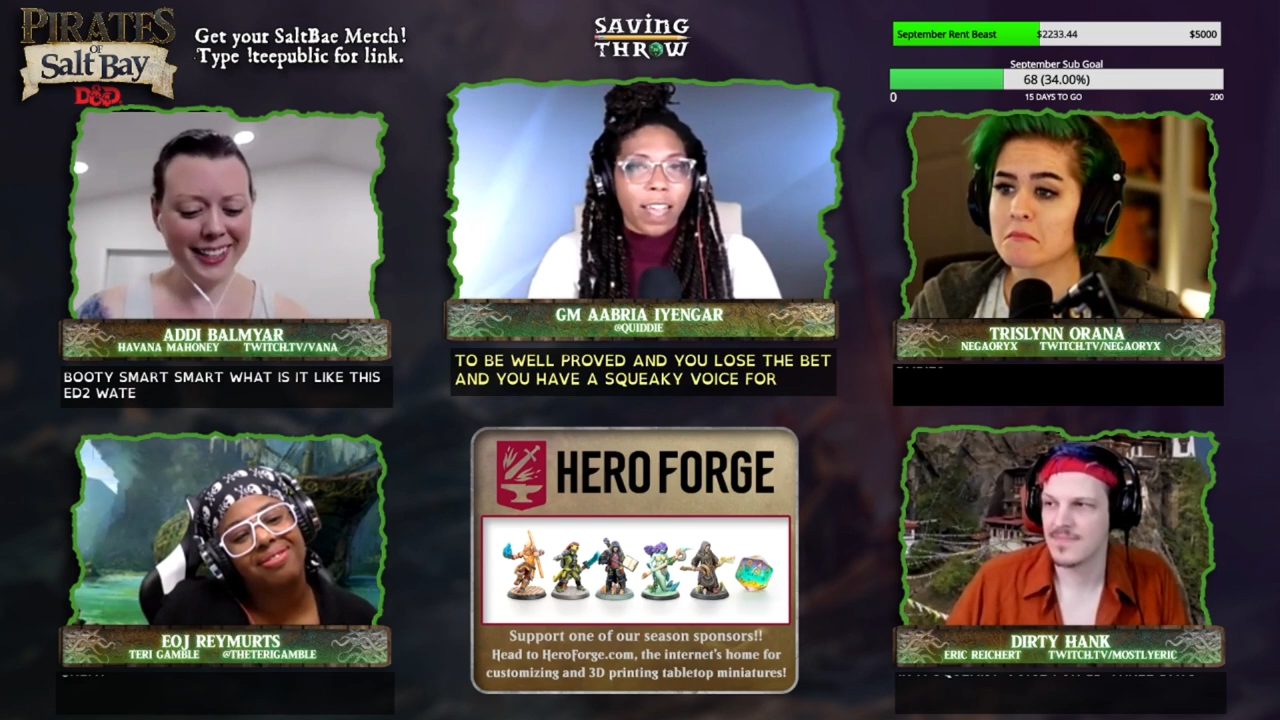 PIRATES
OF
Salt Bay
D&D
Get your SaltBae Merch!
Type !teepublic for link.
SAVING
THROW
September Rent Beast $2233.44 $5000
September Sub Goal
68 (34.00%)
0 15 DAYS TO GO 200
ADDI BALMYAR
HAVANA MAHONEY TWITCH.TV/VANA
BOOTY SMART SMART WHAT IS IT LIKE THIS
ED2 WATE
GM AABRIA IYENGAR
@QUIDDIE
TO BE WELL PROVED AND YOU LOSE THE BET
AND YOU HAVE A SQUEAKY VOICE FOR
TRISLYNN ORANA
NEGAORYX TWITCH.TV/NEGAORYX
EOJ REYMURTS
TERI GAMBLE @THETERIGAMBLE
HERO FORGE
Support one of our season sponsors!!
Head to HeroForge.com, the internet's home for
customizing and 3D printing tabletop miniatures!
DIRTY HANK
ERIC REICHERT TWITCH.TV/MOSTLYERIC